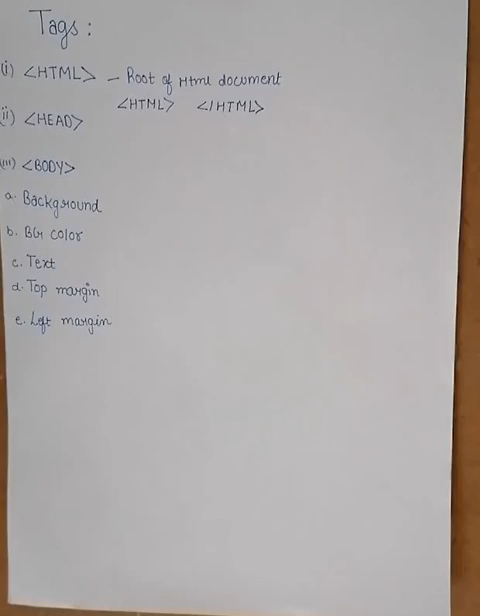 Tags :
(i) <HTML> - Root of Html document
<HTML> </HTML>
(ii) <HEAD>
(iii) <BODY>
a. Background
b. BG color
c. Text
d. Top margin
e. Left margin